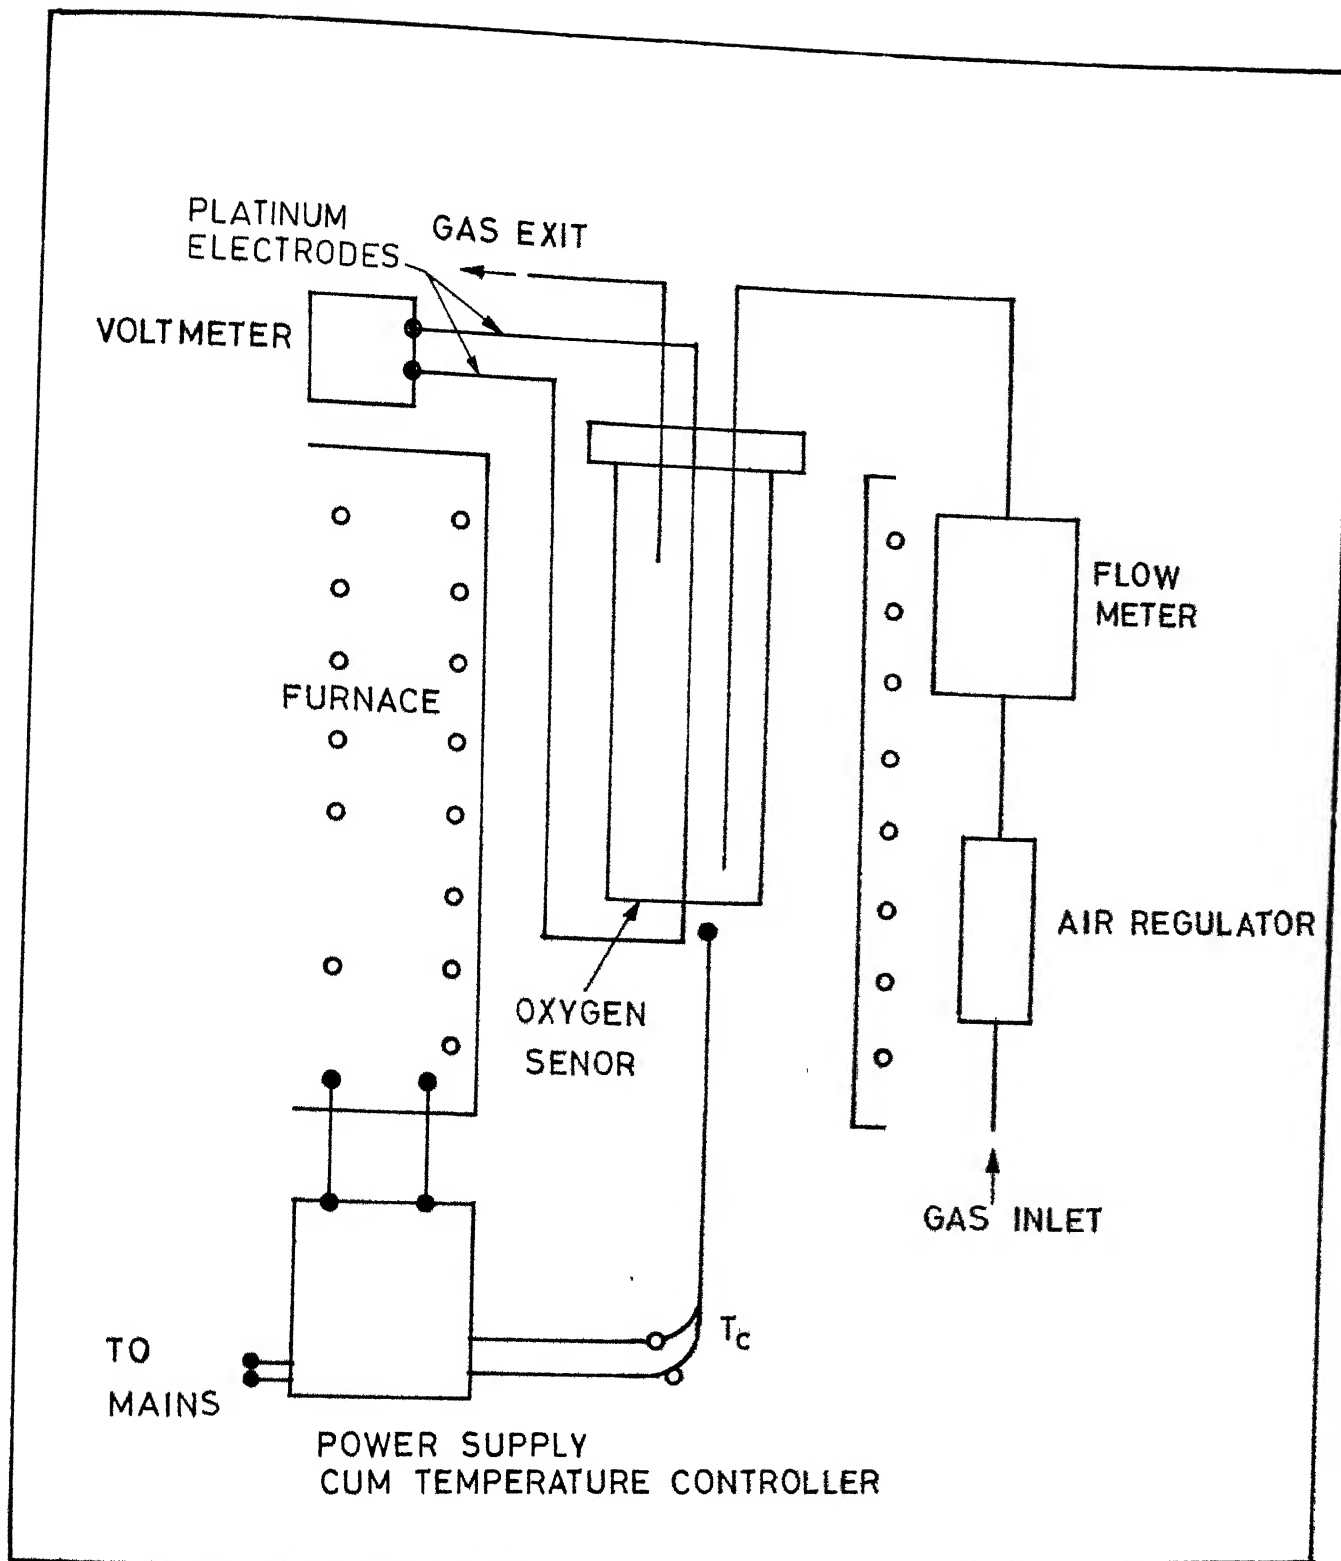 PLATINUM
ELECTRODES
GAS EXIT
VOLTMETER
FLOW
METER
FURNACE
AIR REGULATOR
OXYGEN
SENOR
GAS INLET
Tc
TO
MAINS
POWER SUPPLY
CUM TEMPERATURE CONTROLLER